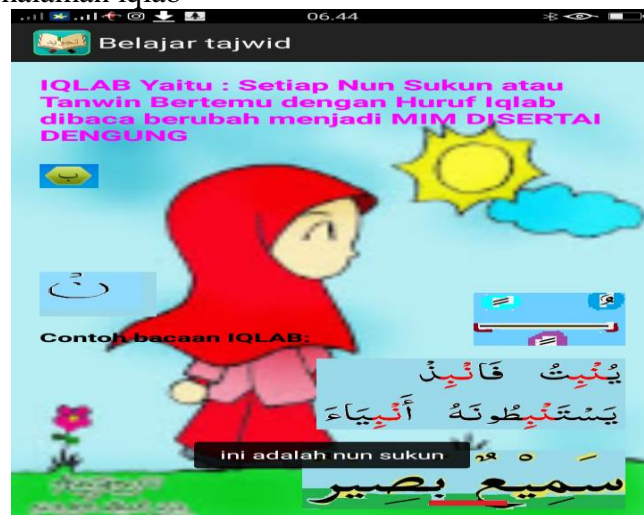 halaman iqlab
06.44
Belajar tajwid
IQLAB Yaitu : Setiap Nun Sukun atau
Tanwin Bertemu dengan Huruf Iqlab
dibaca berubah menjadi MIM DISERTAI
DENGUNG
ب
نْ
Contoh bacaan IQLAB:
يُنْبِتُ فَانْبِذْ
يَسْتَنْبِطُونَهُ أَنْبِيَاءَ
ini adalah nun sukun
سَمِيْعٌ بَصِير